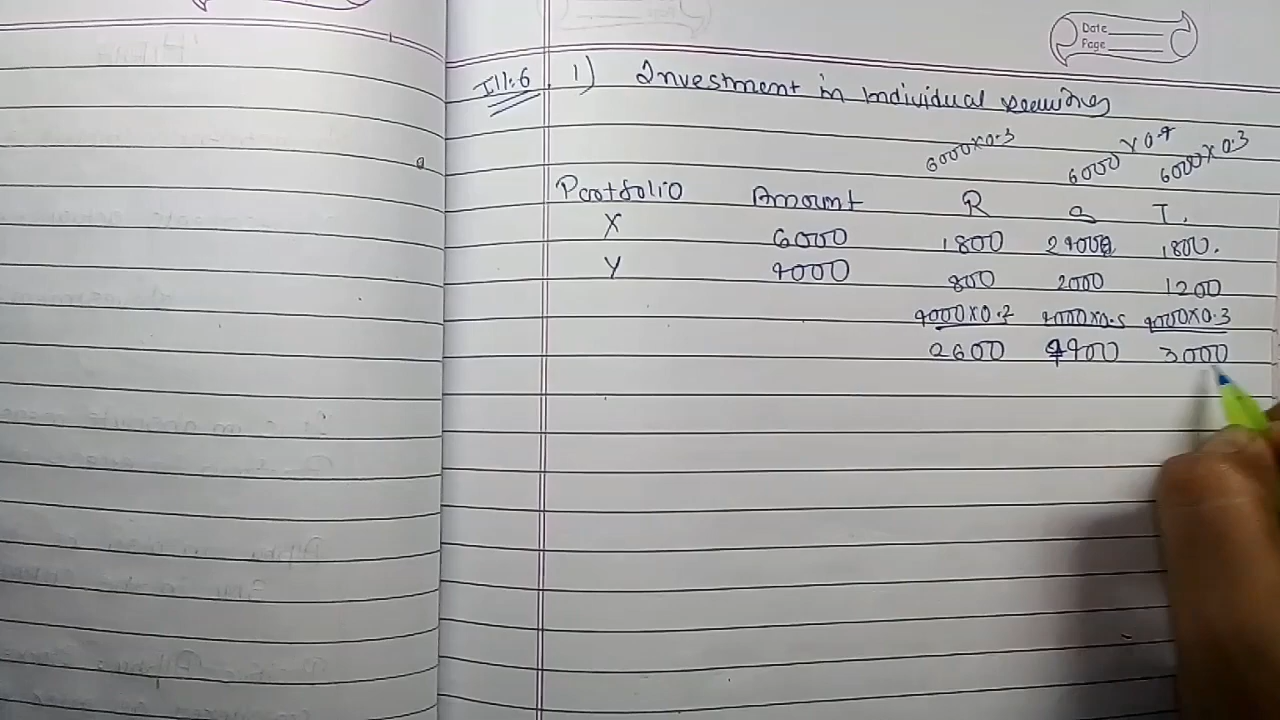 Date
Page
Ill:6 1) Investment in Individual securities
6000×0.3 6000×0.4 6000×0.3
Portfolio Amount R S T.
X 6000 1800 2400 1800.
Y 4000 800 2000 1200
4000×0.2 4000×0.5 4000×0.3
2600 4400 3000